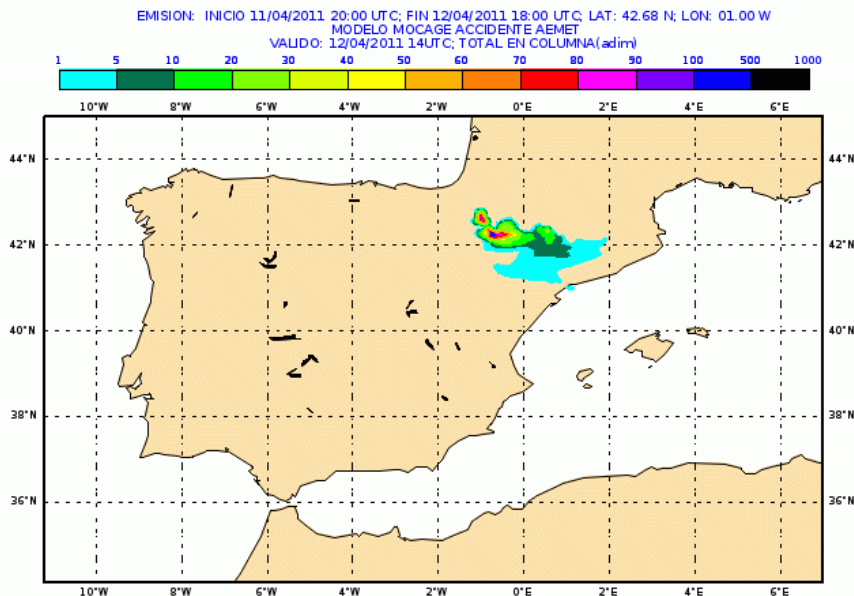 EMISION: INICIO 11/04/2011 20:00 UTC; FIN 12/04/2011 18:00 UTC; LAT: 42.68 N; LON: 01.00 W
MODELO MOCAGE ACCIDENTE AEMET
VALIDO: 12/04/2011 14UTC; TOTAL EN COLUMNA(adim)
1 5 10 20 30 40 50 60 70 80 90 100 500 1000
10°W 8°W 6°W 4°W 2°W 0°E 2°E 4°E 6°E
44°N 44°N
42°N 42°N
40°N 40°N
38°N 38°N
36°N 36°N
10°W 8°W 6°W 4°W 2°W 0°E 2°E 4°E 6°E